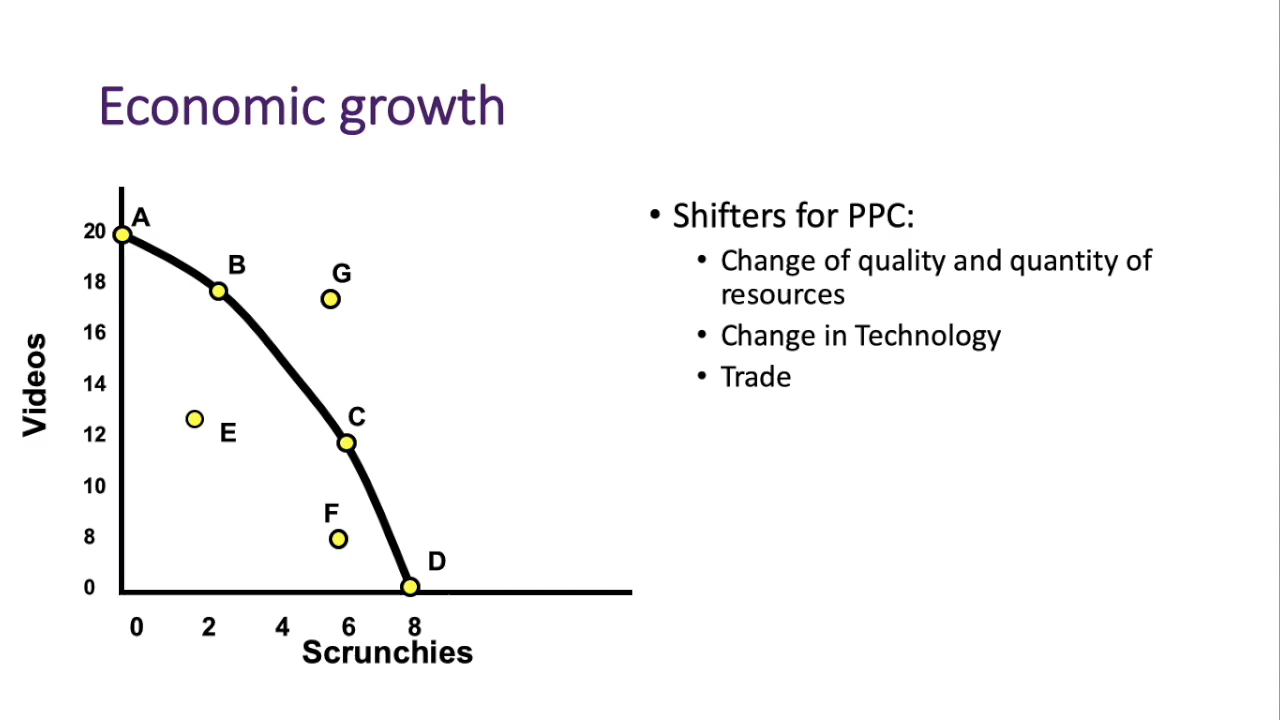 Economic growth
A
20
B
G
18
16
Videos
14
C
12
E
10
F
8
D
0
0 2 4 6 8
Scrunchies
• Shifters for PPC:
• Change of quality and quantity of
resources
• Change in Technology
• Trade